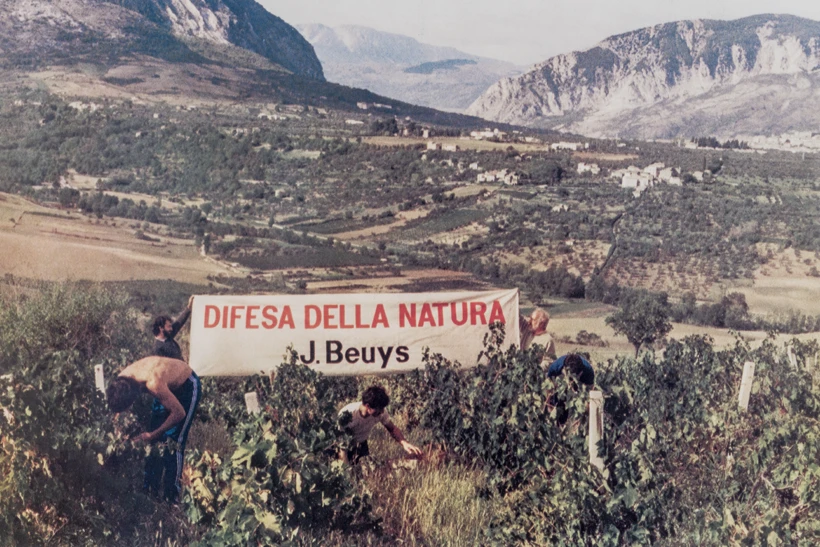 DIFESA DELLA NATURA
J. Beuys